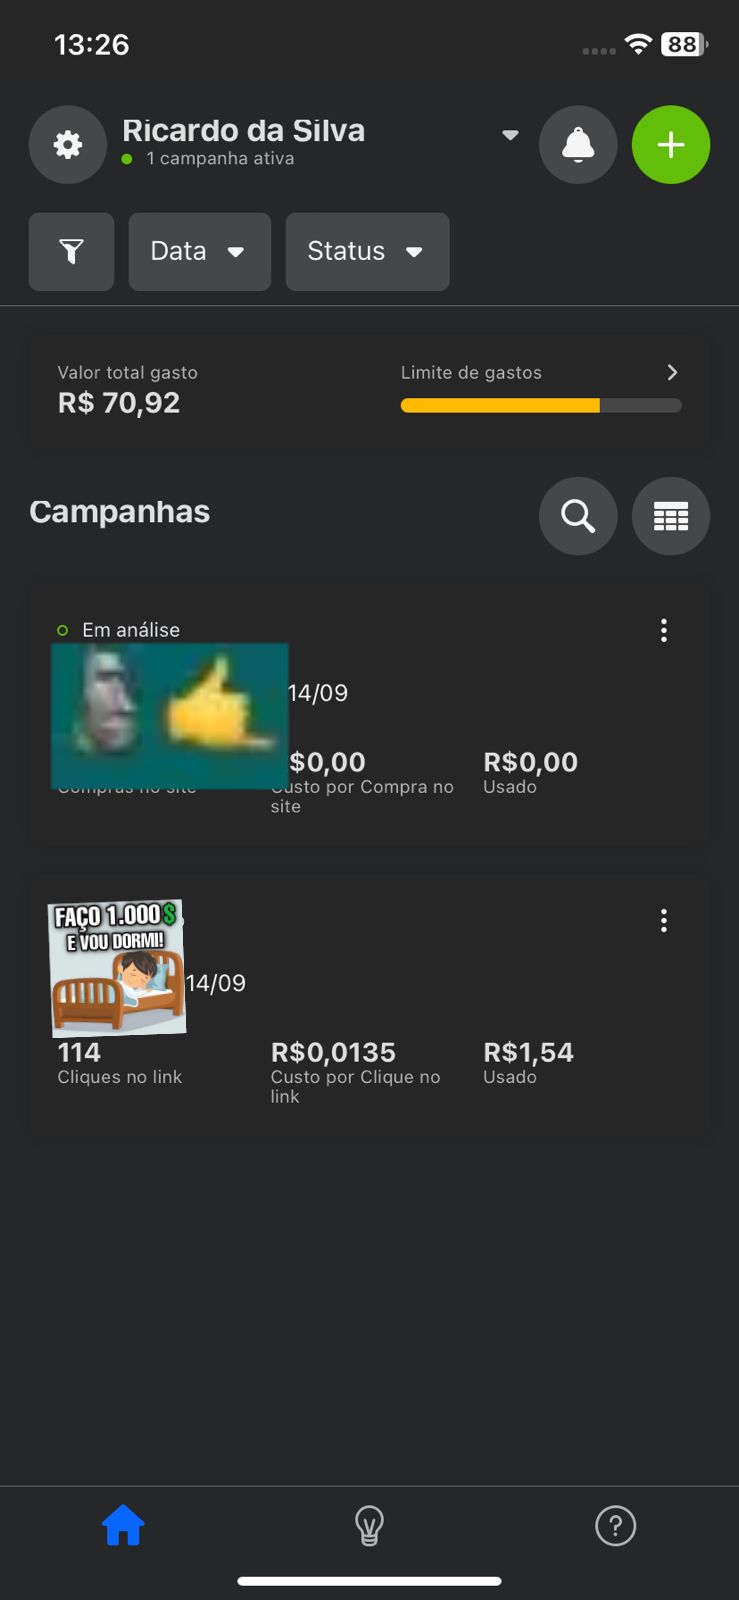 13:26
88
Ricardo da Silva
1 campanha ativa
Data
Status
Valor total gasto
R$ 70,92
Limite de gastos
Campanhas
Em análise
14/09
$0,00
R$0,00
Compras no site
Custo por Compra no
site
Usado
FAÇO 1.000$
E VOU DORMI!
14/09
114
R$0,0135
R$1,54
Cliques no link
Custo por Clique no
link
Usado